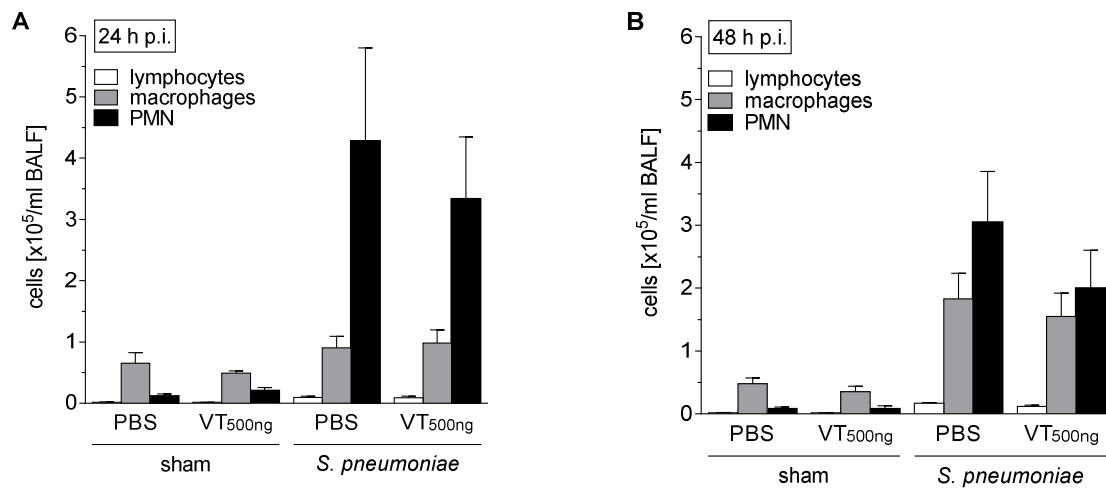 A
24 h p.i.
lymphocytes
macrophages
PMN
cells [x10⁵/ml BALF]
6
5
4
3
2
1
0
PBS VT500ng PBS VT500ng
sham S. pneumoniae
B
48 h p.i.
lymphocytes
macrophages
PMN
cells [x10⁵/ml BALF]
6
5
4
3
2
1
0
PBS VT500ng PBS VT500ng
sham S. pneumoniae